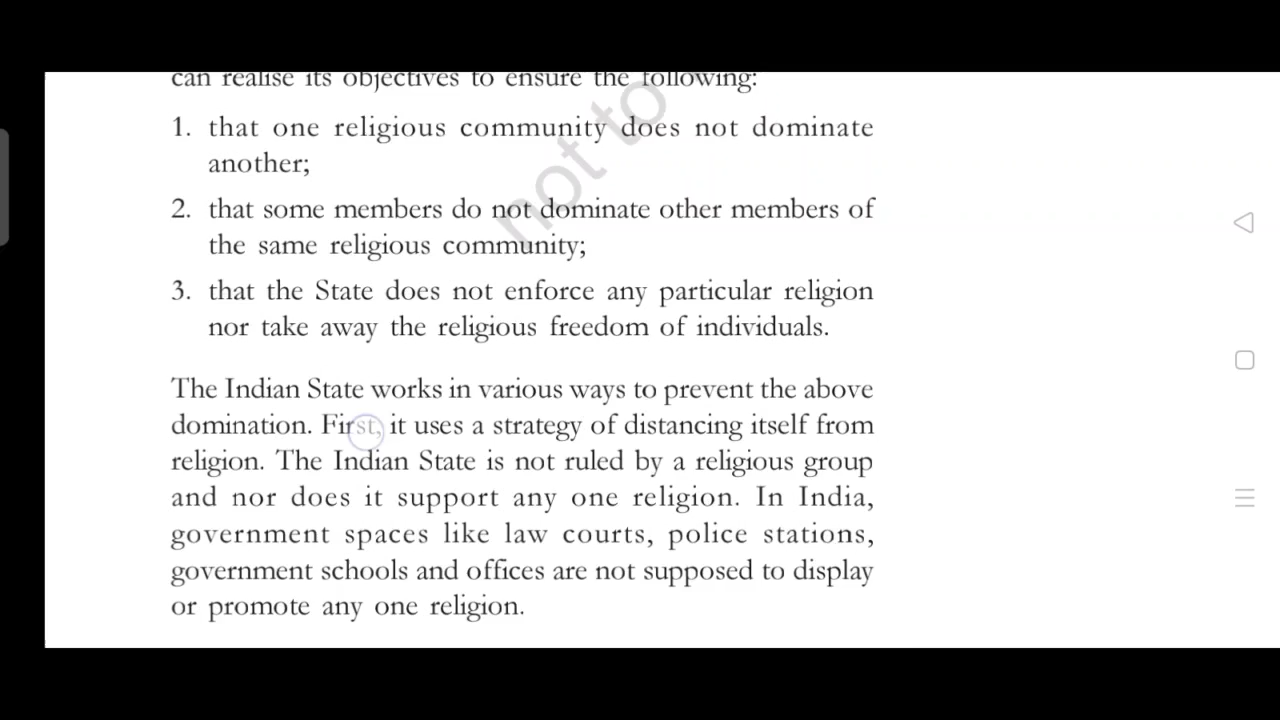 can realise its objectives to ensure the following:
1. that one religious community does not dominate
another;
2. that some members do not dominate other members of
the same religious community;
3. that the State does not enforce any particular religion
nor take away the religious freedom of individuals.
The Indian State works in various ways to prevent the above
domination. First, it uses a strategy of distancing itself from
religion. The Indian State is not ruled by a religious group
and nor does it support any one religion. In India,
government spaces like law courts, police stations,
government schools and offices are not supposed to display
or promote any one religion.
not to